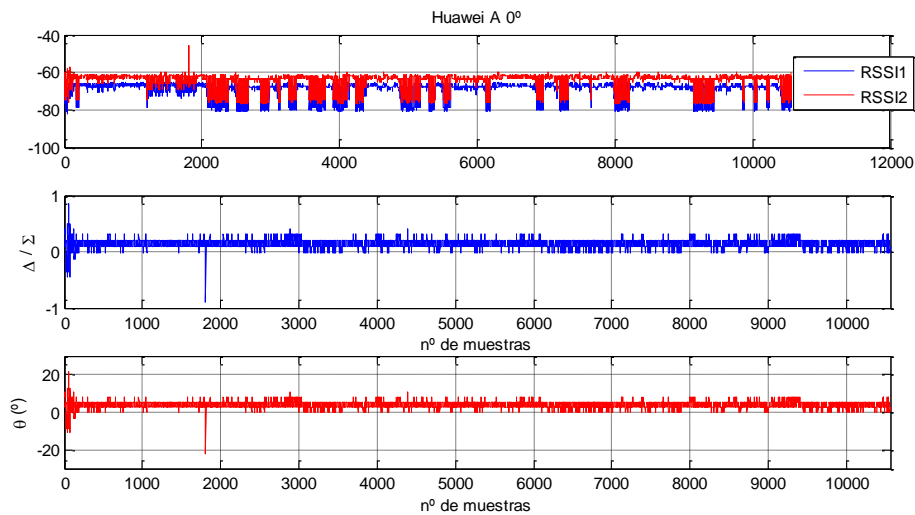 Huawei A 0º
-40
-60
-80
-100
0 2000 4000 6000 8000 10000 12000
RSSI1
RSSI2
Δ / Σ
1
0
-1
0 1000 2000 3000 4000 5000 6000 7000 8000 9000 10000
nº de muestras
θ (º)
20
0
-20
0 1000 2000 3000 4000 5000 6000 7000 8000 9000 10000
nº de muestras